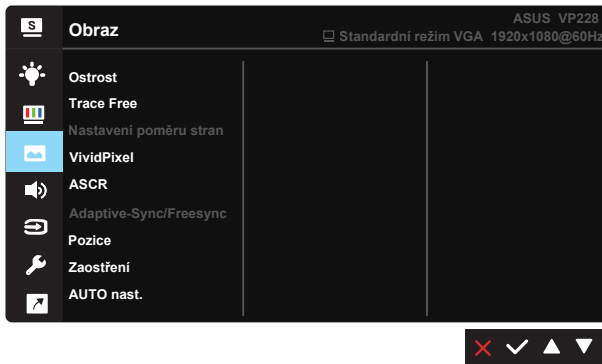 S
Obraz
ASUS VP228
Standardní režim VGA 1920x1080@60Hz
Ostrost
Trace Free
Nastavení poměru stran
VividPixel
ASCR
Adaptive-Sync/Freesync
Pozice
Zaostření
AUTO nast.